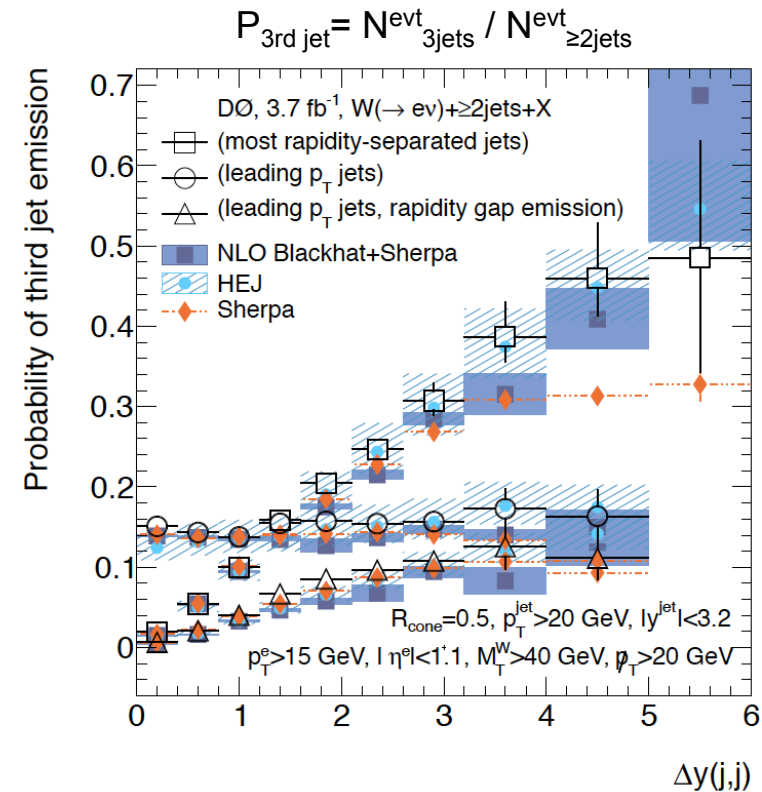 P3rd jet= Nevt3jets / Nevt≥2jets
Probability of third jet emission
0.7
0.6
0.5
0.4
0.3
0.2
0.1
0
DØ, 3.7 fb-1, W(→ eν)+≥2jets+X
(most rapidity-separated jets)
(leading pT jets)
(leading pT jets, rapidity gap emission)
NLO Blackhat+Sherpa
HEJ
Sherpa
Rcone=0.5, pTjet>20 GeV, |yjet|<3.2
pTe>15 GeV, | ηe|<1.1, MTW>40 GeV, p̸T>20 GeV
0 1 2 3 4 5 6
Δy(j,j)